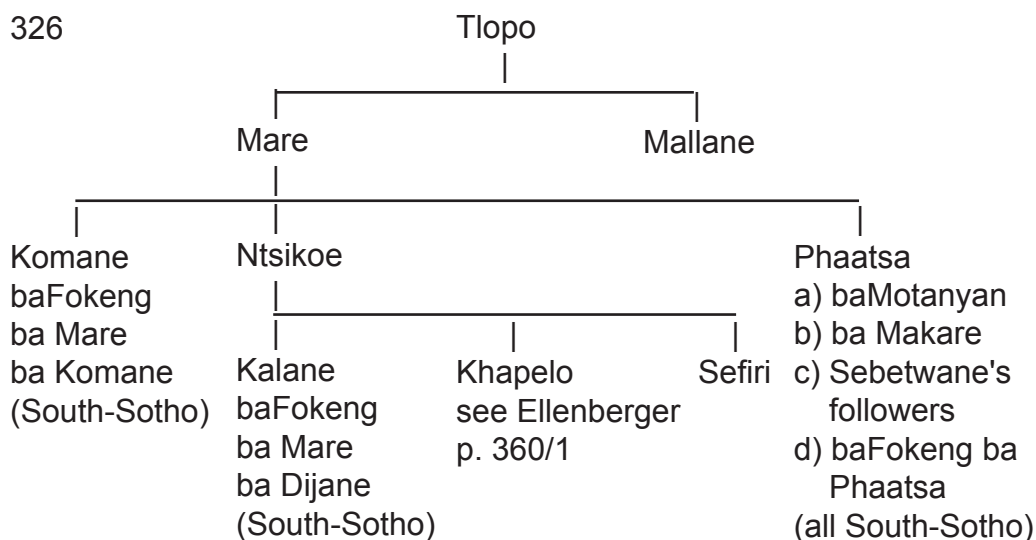 326
Tlopo
Mare
Mallane
Komane
baFokeng
ba Mare
ba Komane
(South-Sotho)
Ntsikoe
Kalane
baFokeng
ba Mare
ba Dijane
(South-Sotho)
Khapelo
see Ellenberger
p. 360/1
Sefiri
Phaatsa
a) baMotanyan
b) ba Makare
c) Sebetwane's
followers
d) baFokeng ba
Phaatsa
(all South-Sotho)